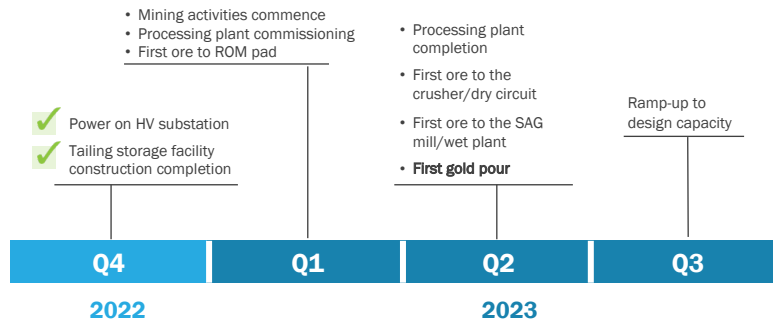 • Mining activities commence
• Processing plant commissioning
• First ore to ROM pad
• Processing plant
completion
• First ore to the
crusher/dry circuit
• First ore to the SAG
mill/wet plant
• First gold pour
Ramp-up to
design capacity
Power on HV substation
Tailing storage facility
construction completion
Q4
Q1
Q2
Q3
2022
2023